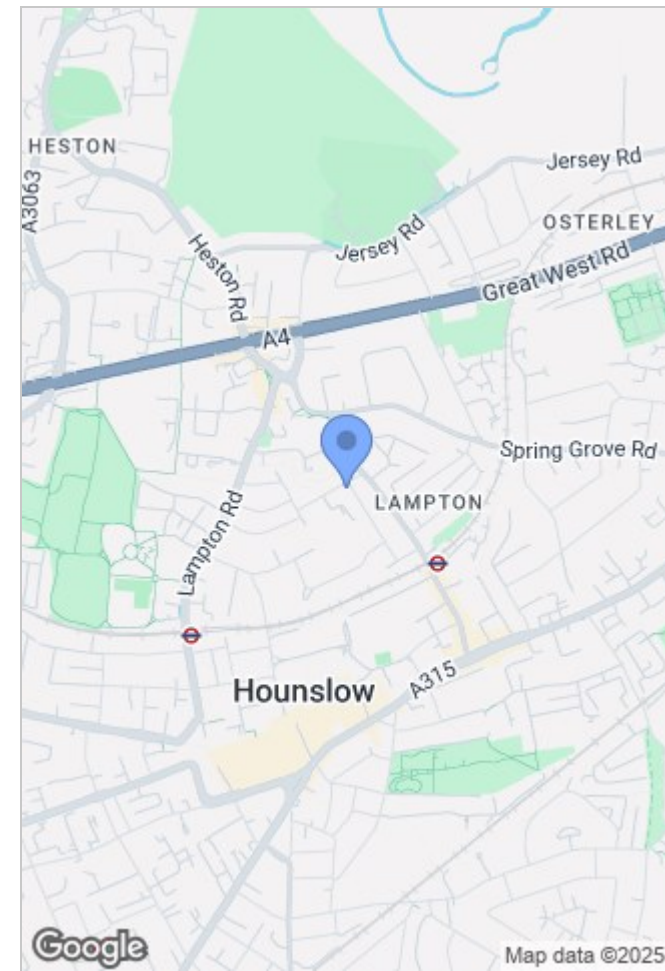 HESTON
Jersey Rd
A3063
OSTERLEY
Heston Rd
Jersey Rd
Great West Rd
A4
Spring Grove Rd
LAMPTON
Lampton Rd
Hounslow
A315
Google
Map data ©2025